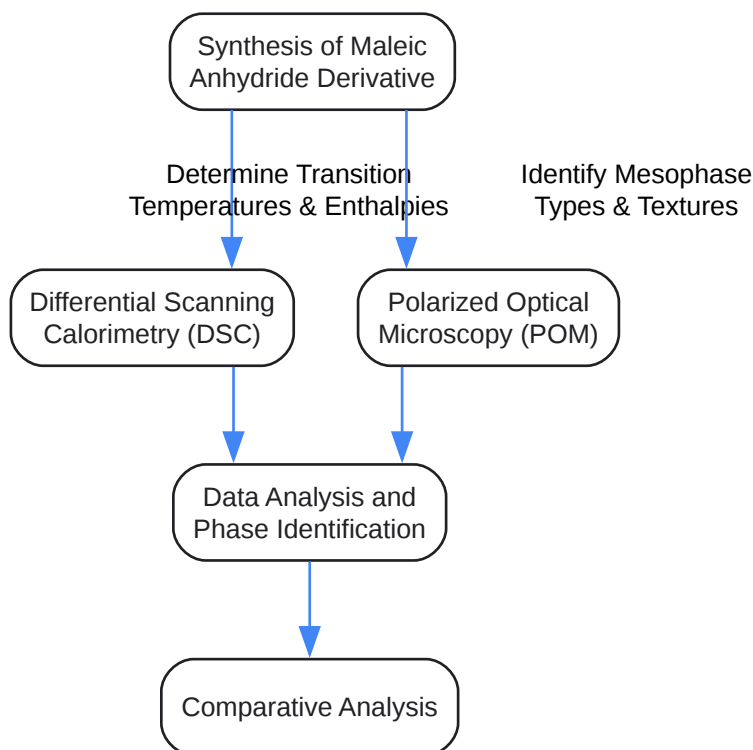 Synthesis of Maleic
Anhydride Derivative
Determine Transition
Temperatures & Enthalpies
Identify Mesophase
Types & Textures
Differential Scanning
Calorimetry (DSC)
Polarized Optical
Microscopy (POM)
Data Analysis and
Phase Identification
Comparative Analysis